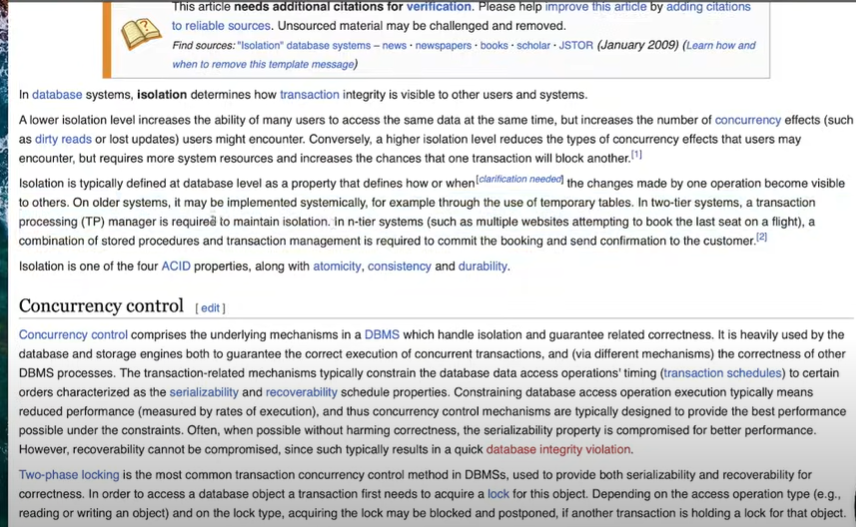 This article needs additional citations for verification. Please help improve this article by adding citations
to reliable sources. Unsourced material may be challenged and removed.
Find sources: "Isolation" database systems – news · newspapers · books · scholar · JSTOR (January 2009) (Learn how and
when to remove this template message)
In database systems, isolation determines how transaction integrity is visible to other users and systems.
A lower isolation level increases the ability of many users to access the same data at the same time, but increases the number of concurrency effects (such
as dirty reads or lost updates) users might encounter. Conversely, a higher isolation level reduces the types of concurrency effects that users may
encounter, but requires more system resources and increases the chances that one transaction will block another.[1]
Isolation is typically defined at database level as a property that defines how or when[clarification needed] the changes made by one operation become visible
to others. On older systems, it may be implemented systemically, for example through the use of temporary tables. In two-tier systems, a transaction
processing (TP) manager is required to maintain isolation. In n-tier systems (such as multiple websites attempting to book the last seat on a flight), a
combination of stored procedures and transaction management is required to commit the booking and send confirmation to the customer.[2]
Isolation is one of the four ACID properties, along with atomicity, consistency and durability.
Concurrency control [ edit ]
Concurrency control comprises the underlying mechanisms in a DBMS which handle isolation and guarantee related correctness. It is heavily used by the
database and storage engines both to guarantee the correct execution of concurrent transactions, and (via different mechanisms) the correctness of other
DBMS processes. The transaction-related mechanisms typically constrain the database data access operations' timing (transaction schedules) to certain
orders characterized as the serializability and recoverability schedule properties. Constraining database access operation execution typically means
reduced performance (measured by rates of execution), and thus concurrency control mechanisms are typically designed to provide the best performance
possible under the constraints. Often, when possible without harming correctness, the serializability property is compromised for better performance.
However, recoverability cannot be compromised, since such typically results in a quick database integrity violation.
Two-phase locking is the most common transaction concurrency control method in DBMSs, used to provide both serializability and recoverability for
correctness. In order to access a database object a transaction first needs to acquire a lock for this object. Depending on the access operation type (e.g.,
reading or writing an object) and on the lock type, acquiring the lock may be blocked and postponed, if another transaction is holding a lock for that object.